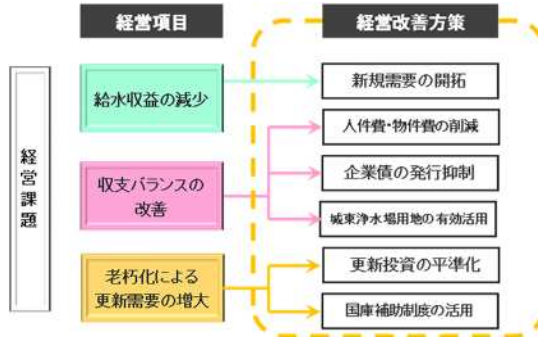 経営項目
経営改善方策
経営課題
給水収益の減少
新規需要の開拓
収支バランスの
改善
人件費・物件費の削減
企業債の発行抑制
城東浄水場用地の有効活用
老朽化による
更新需要の増大
更新投資の平準化
国庫補助制度の活用